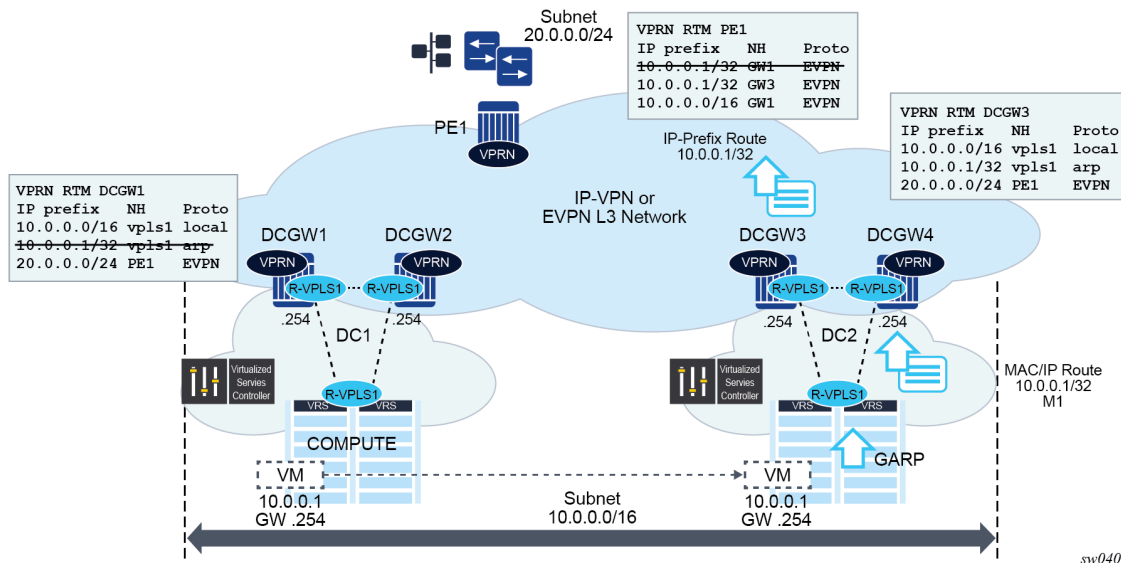 Subnet
20.0.0.0/24
VPRN RTM PE1
IP prefix NH Proto
10.0.0.1/32 GW1 EVPN
10.0.0.1/32 GW3 EVPN
10.0.0.0/16 GW1 EVPN
PE1
VPRN
IP-Prefix Route
10.0.0.1/32
VPRN RTM DCGW3
IP prefix NH Proto
10.0.0.0/16 vpls1 local
10.0.0.1/32 vpls1 arp
20.0.0.0/24 PE1 EVPN
VPRN RTM DCGW1
IP prefix NH Proto
10.0.0.0/16 vpls1 local
10.0.0.1/32 vpls1 arp
20.0.0.0/24 PE1 EVPN
IP-VPN or
EVPN L3 Network
DCGW1
DCGW2
VPRN
VPRN
R-VPLS1
R-VPLS1
.254
.254
DC1
DCGW3
DCGW4
VPRN
VPRN
R-VPLS1
R-VPLS1
.254
.254
DC2
Virtualized
Servies
Controller
R-VPLS1
VRS
VRS
COMPUTE
VM
10.0.0.1
GW .254
Virtualized
Servies
Controller
R-VPLS1
VRS
VRS
GARP
VM
10.0.0.1
GW .254
MAC/IP Route
10.0.0.1/32
M1
Subnet
10.0.0.0/16
sw040